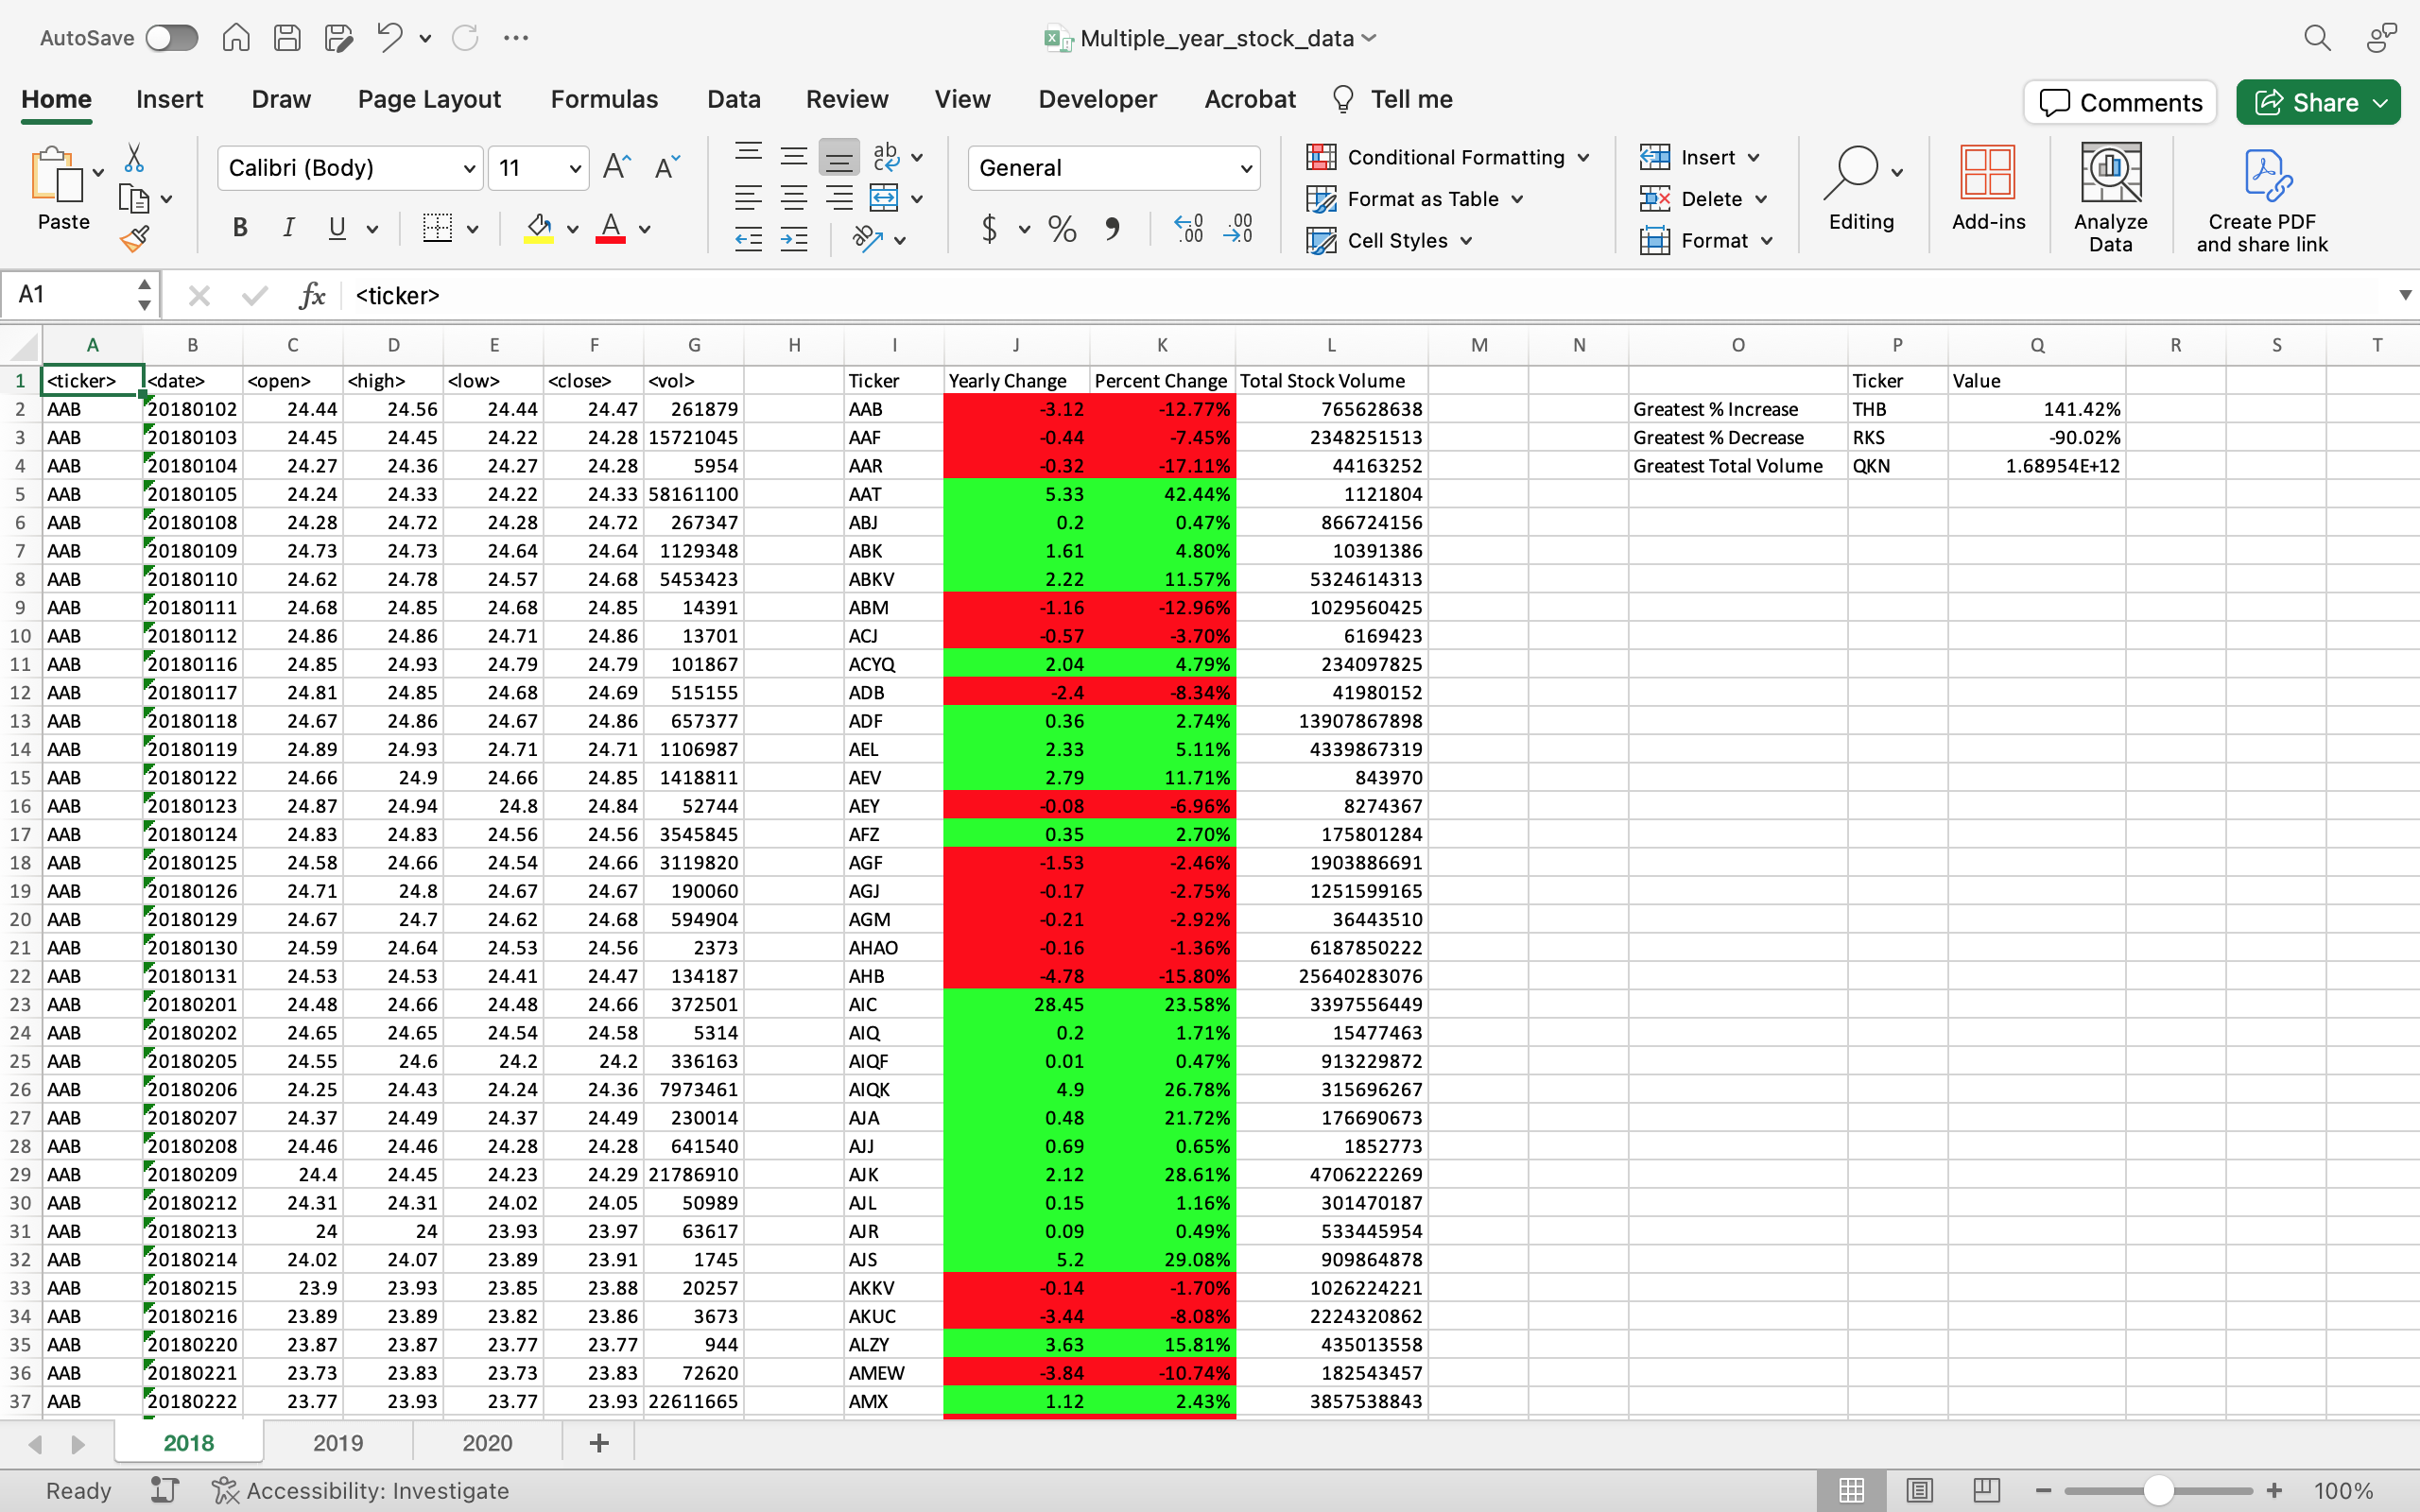 AutoSave
Multiple_year_stock_data
Home Insert Draw Page Layout Formulas Data Review View Developer Acrobat Tell me Comments Share
Paste
Calibri (Body) 11
B I U A
ab
General
$ % 9
Conditional Formatting
Format as Table
Cell Styles
Insert
Delete
Format
Editing
Add-ins
Analyze Data
Create PDF and share link
A1 fx <ticker>
A B C D E F G H I J K L M N O P Q R S T
1 <ticker> <date> <open> <high> <low> <close> <vol> Ticker Yearly Change Percent Change Total Stock Volume Ticker Value
2 AAB 20180102 24.44 24.56 24.44 24.47 261879 AAB -3.12 -12.77% 765628638 Greatest % Increase THB 141.42%
3 AAB 20180103 24.45 24.45 24.22 24.28 15721045 AAF -0.44 -7.45% 2348251513 Greatest % Decrease RKS -90.02%
4 AAB 20180104 24.27 24.36 24.27 24.28 5954 AAR -0.32 -17.11% 44163252 Greatest Total Volume QKN 1.68954E+12
5 AAB 20180105 24.24 24.33 24.22 24.33 58161100 AAT 5.33 42.44% 1121804
6 AAB 20180108 24.28 24.72 24.28 24.72 267347 ABJ 0.2 0.47% 866724156
7 AAB 20180109 24.73 24.73 24.64 24.64 1129348 ABK 1.61 4.80% 10391386
8 AAB 20180110 24.62 24.78 24.57 24.68 5453423 ABKV 2.22 11.57% 5324614313
9 AAB 20180111 24.68 24.85 24.68 24.85 14391 ABM -1.16 -12.96% 1029560425
10 AAB 20180112 24.86 24.86 24.71 24.86 13701 ACJ -0.57 -3.70% 6169423
11 AAB 20180116 24.85 24.93 24.79 24.79 101867 ACYQ 2.04 4.79% 234097825
12 AAB 20180117 24.81 24.85 24.68 24.69 515155 ADB -2.4 -8.34% 41980152
13 AAB 20180118 24.67 24.86 24.67 24.86 657377 ADF 0.36 2.74% 13907867898
14 AAB 20180119 24.89 24.93 24.71 24.71 1106987 AEL 2.33 5.11% 4339867319
15 AAB 20180122 24.66 24.9 24.66 24.85 1418811 AEV 2.79 11.71% 843970
16 AAB 20180123 24.87 24.94 24.8 24.84 52744 AEY -0.08 -6.96% 8274367
17 AAB 20180124 24.83 24.83 24.56 24.56 3545845 AFZ 0.35 2.70% 175801284
18 AAB 20180125 24.58 24.66 24.54 24.66 3119820 AGF -1.53 -2.46% 1903886691
19 AAB 20180126 24.71 24.8 24.67 24.67 190060 AGJ -0.17 -2.75% 1251599165
20 AAB 20180129 24.67 24.7 24.62 24.68 594904 AGM -0.21 -2.92% 36443510
21 AAB 20180130 24.59 24.64 24.53 24.56 2373 AHAO -0.16 -1.36% 6187850222
22 AAB 20180131 24.53 24.53 24.41 24.47 134187 AHB -4.78 -15.80% 25640283076
23 AAB 20180201 24.48 24.66 24.48 24.66 372501 AIC 28.45 23.58% 3397556449
24 AAB 20180202 24.65 24.65 24.54 24.58 5314 AIQ 0.2 1.71% 15477463
25 AAB 20180205 24.55 24.6 24.2 24.2 336163 AIQF 0.01 0.47% 913229872
26 AAB 20180206 24.25 24.43 24.24 24.36 7973461 AIQK 4.9 26.78% 315696267
27 AAB 20180207 24.37 24.49 24.37 24.49 230014 AJA 0.48 21.72% 176690673
28 AAB 20180208 24.46 24.46 24.28 24.28 641540 AJJ 0.69 0.65% 1852773
29 AAB 20180209 24.4 24.45 24.23 24.29 21786910 AJK 2.12 28.61% 4706222269
30 AAB 20180212 24.31 24.31 24.02 24.05 50989 AJL 0.15 1.16% 301470187
31 AAB 20180213 24 24 23.93 23.97 63617 AJR 0.09 0.49% 533445954
32 AAB 20180214 24.02 24.07 23.89 23.91 1745 AJS 5.2 29.08% 909864878
33 AAB 20180215 23.9 23.93 23.85 23.88 20257 AKKV -0.14 -1.70% 1026224221
34 AAB 20180216 23.89 23.89 23.82 23.86 3673 AKUC -3.44 -8.08% 2224320862
35 AAB 20180220 23.87 23.87 23.77 23.77 944 ALZY 3.63 15.81% 435013558
36 AAB 20180221 23.73 23.83 23.73 23.83 72620 AMEW -3.84 -10.74% 182543457
37 AAB 20180222 23.77 23.93 23.77 23.93 22611665 AMX 1.12 2.43% 3857538843
2018 2019 2020 +
Ready Accessibility: Investigate 100%